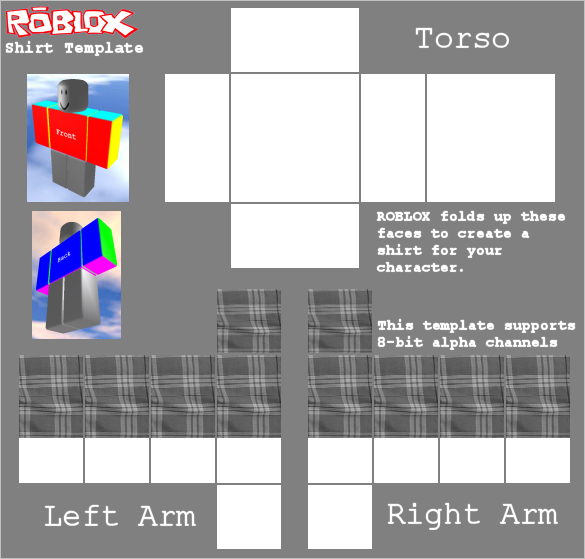 ROBLOX
Shirt Template
Torso
Front
Back
ROBLOX folds up these
faces to create a
shirt for your
character.
This template supports
8-bit alpha channels
Left Arm
Right Arm